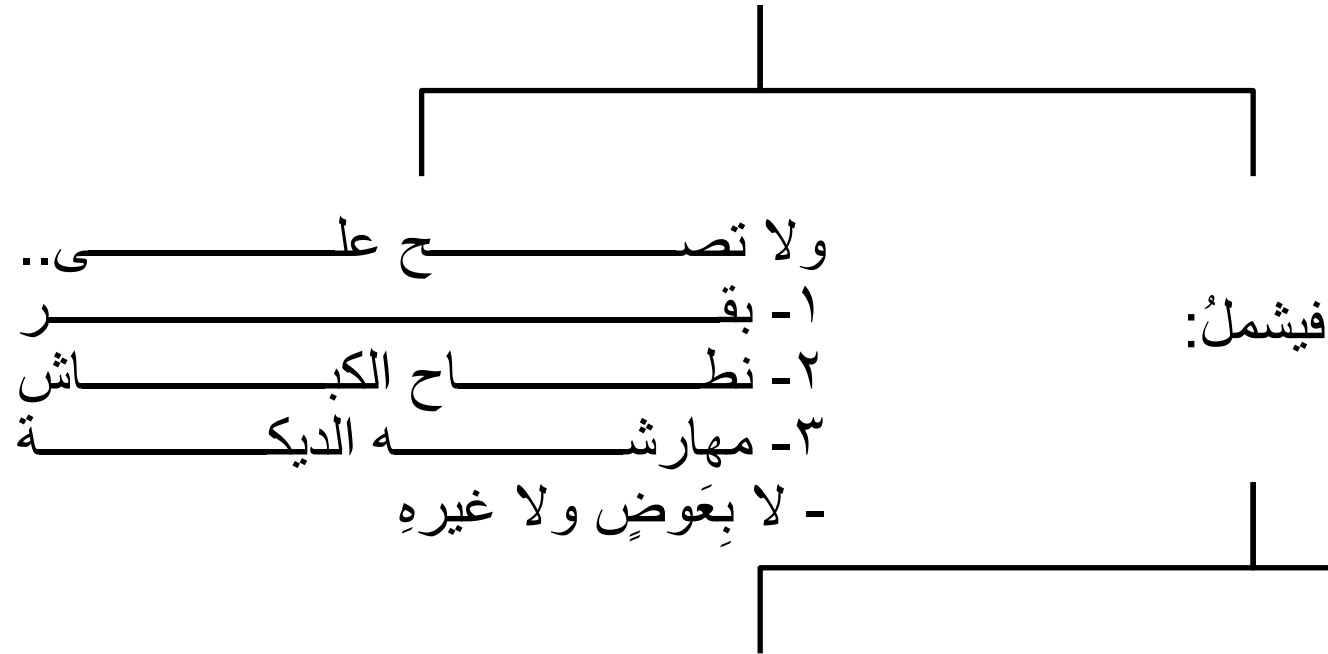 فيشملُ:
ولا تصح على..
١- بقر
٢- نطاح الكباش
٣- مهارشه الديكة
- لا بِعَوضٍ ولا غيرهِ